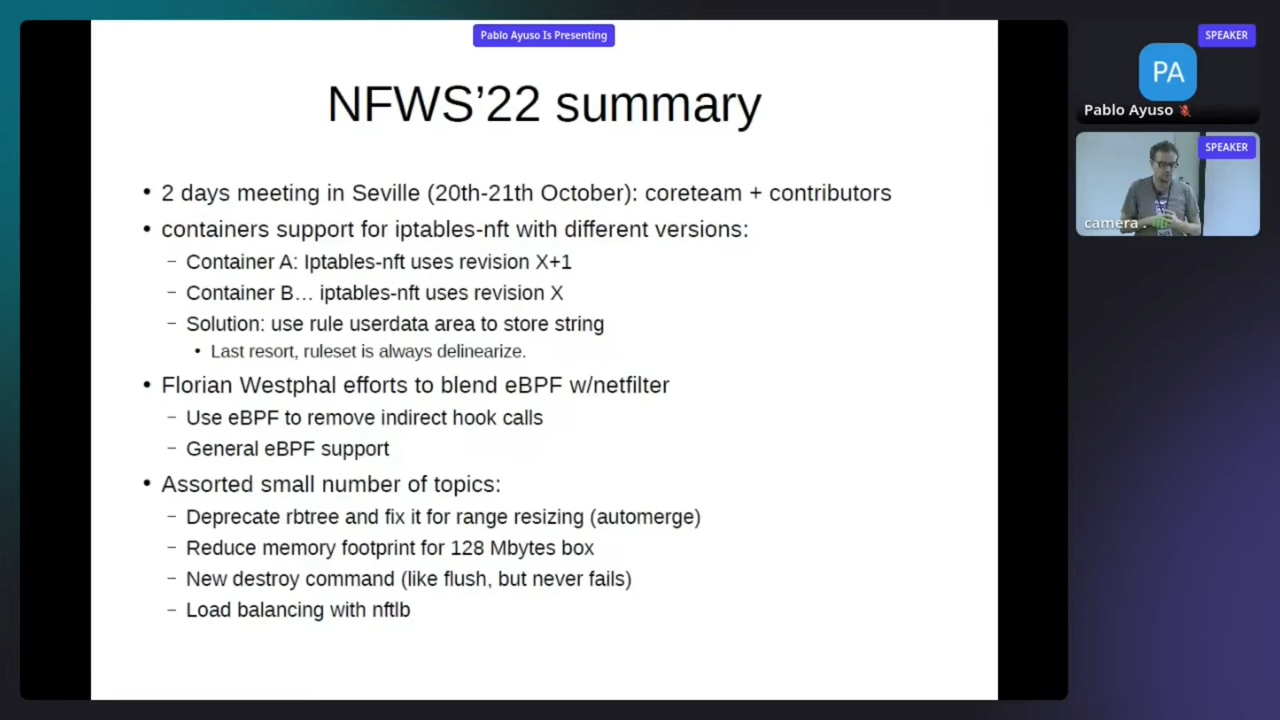 Pablo Ayuso Is Presenting
NFWS’22 summary
• 2 days meeting in Seville (20th-21th October): coreteam + contributors
• containers support for iptables-nft with different versions:
– Container A: Iptables-nft uses revision X+1
– Container B… iptables-nft uses revision X
– Solution: use rule userdata area to store string
• Last resort, ruleset is always delinearize.
• Florian Westphal efforts to blend eBPF w/netfilter
– Use eBPF to remove indirect hook calls
– General eBPF support
• Assorted small number of topics:
– Deprecate rbtree and fix it for range resizing (automerge)
– Reduce memory footprint for 128 Mbytes box
– New destroy command (like flush, but never fails)
– Load balancing with nftlb
SPEAKER
PA
Pablo Ayuso
SPEAKER
camera .